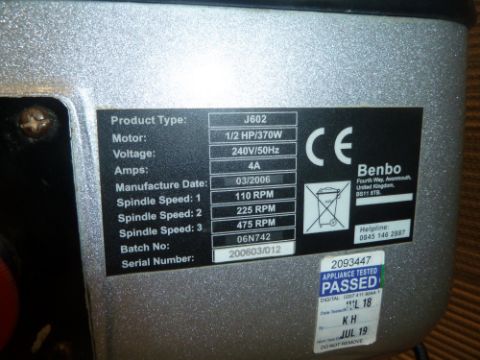 Product Type: J602
Motor: 1/2 HP/370W
Voltage: 240V/50Hz
Amps: 4A
Manufacture Date: 03/2006
Spindle Speed: 1 110 RPM
Spindle Speed: 2 225 RPM
Spindle Speed: 3 475 RPM
Batch No: 06N742
Serial Number: 200603/012
CE
Benbo
Fourth Way, Avonmouth,
United Kingdom,
BS11 8TB.
Helpline:
0845 146 2887
2093447
APPLIANCE TESTED
PASSED
DIGITAL
JUL 18
K H
JUL 19